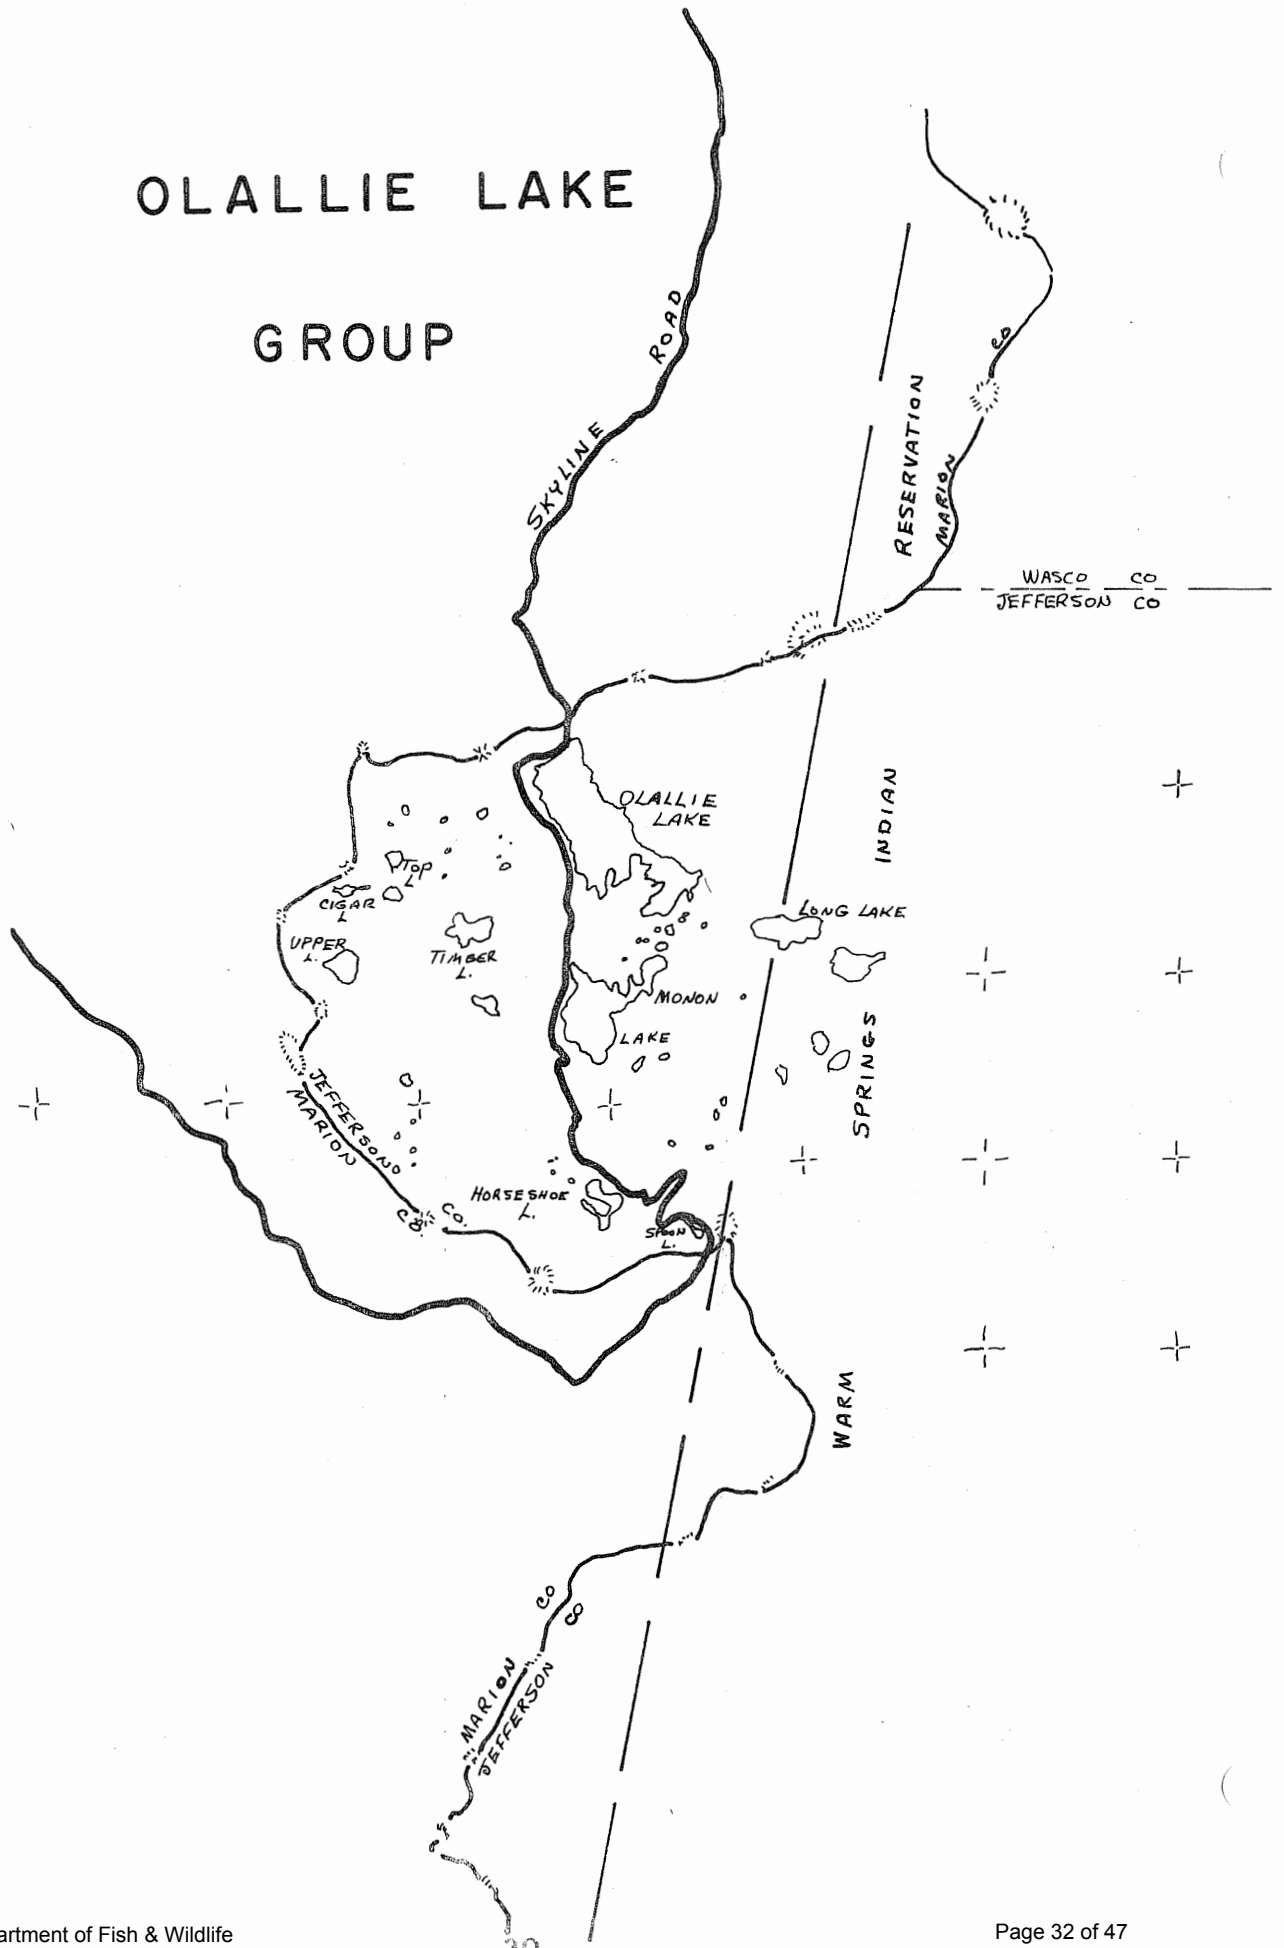 OLALLIE LAKE
GROUP
SKYLINE ROAD
MARION CO
WASCO CO
JEFFERSON CO
WARM SPRINGS INDIAN RESERVATION
OLALLIE
LAKE
TOP
L
CIGAR
L
UPPER
L.
TIMBER
L.
LONG LAKE
MONON
LAKE
JEFFERSON CO.
MARION CO.
HORSESHOE
L.
SPOON
L.
MARION CO
JEFFERSON CO
artment of Fish & Wildlife
Page 32 of 47